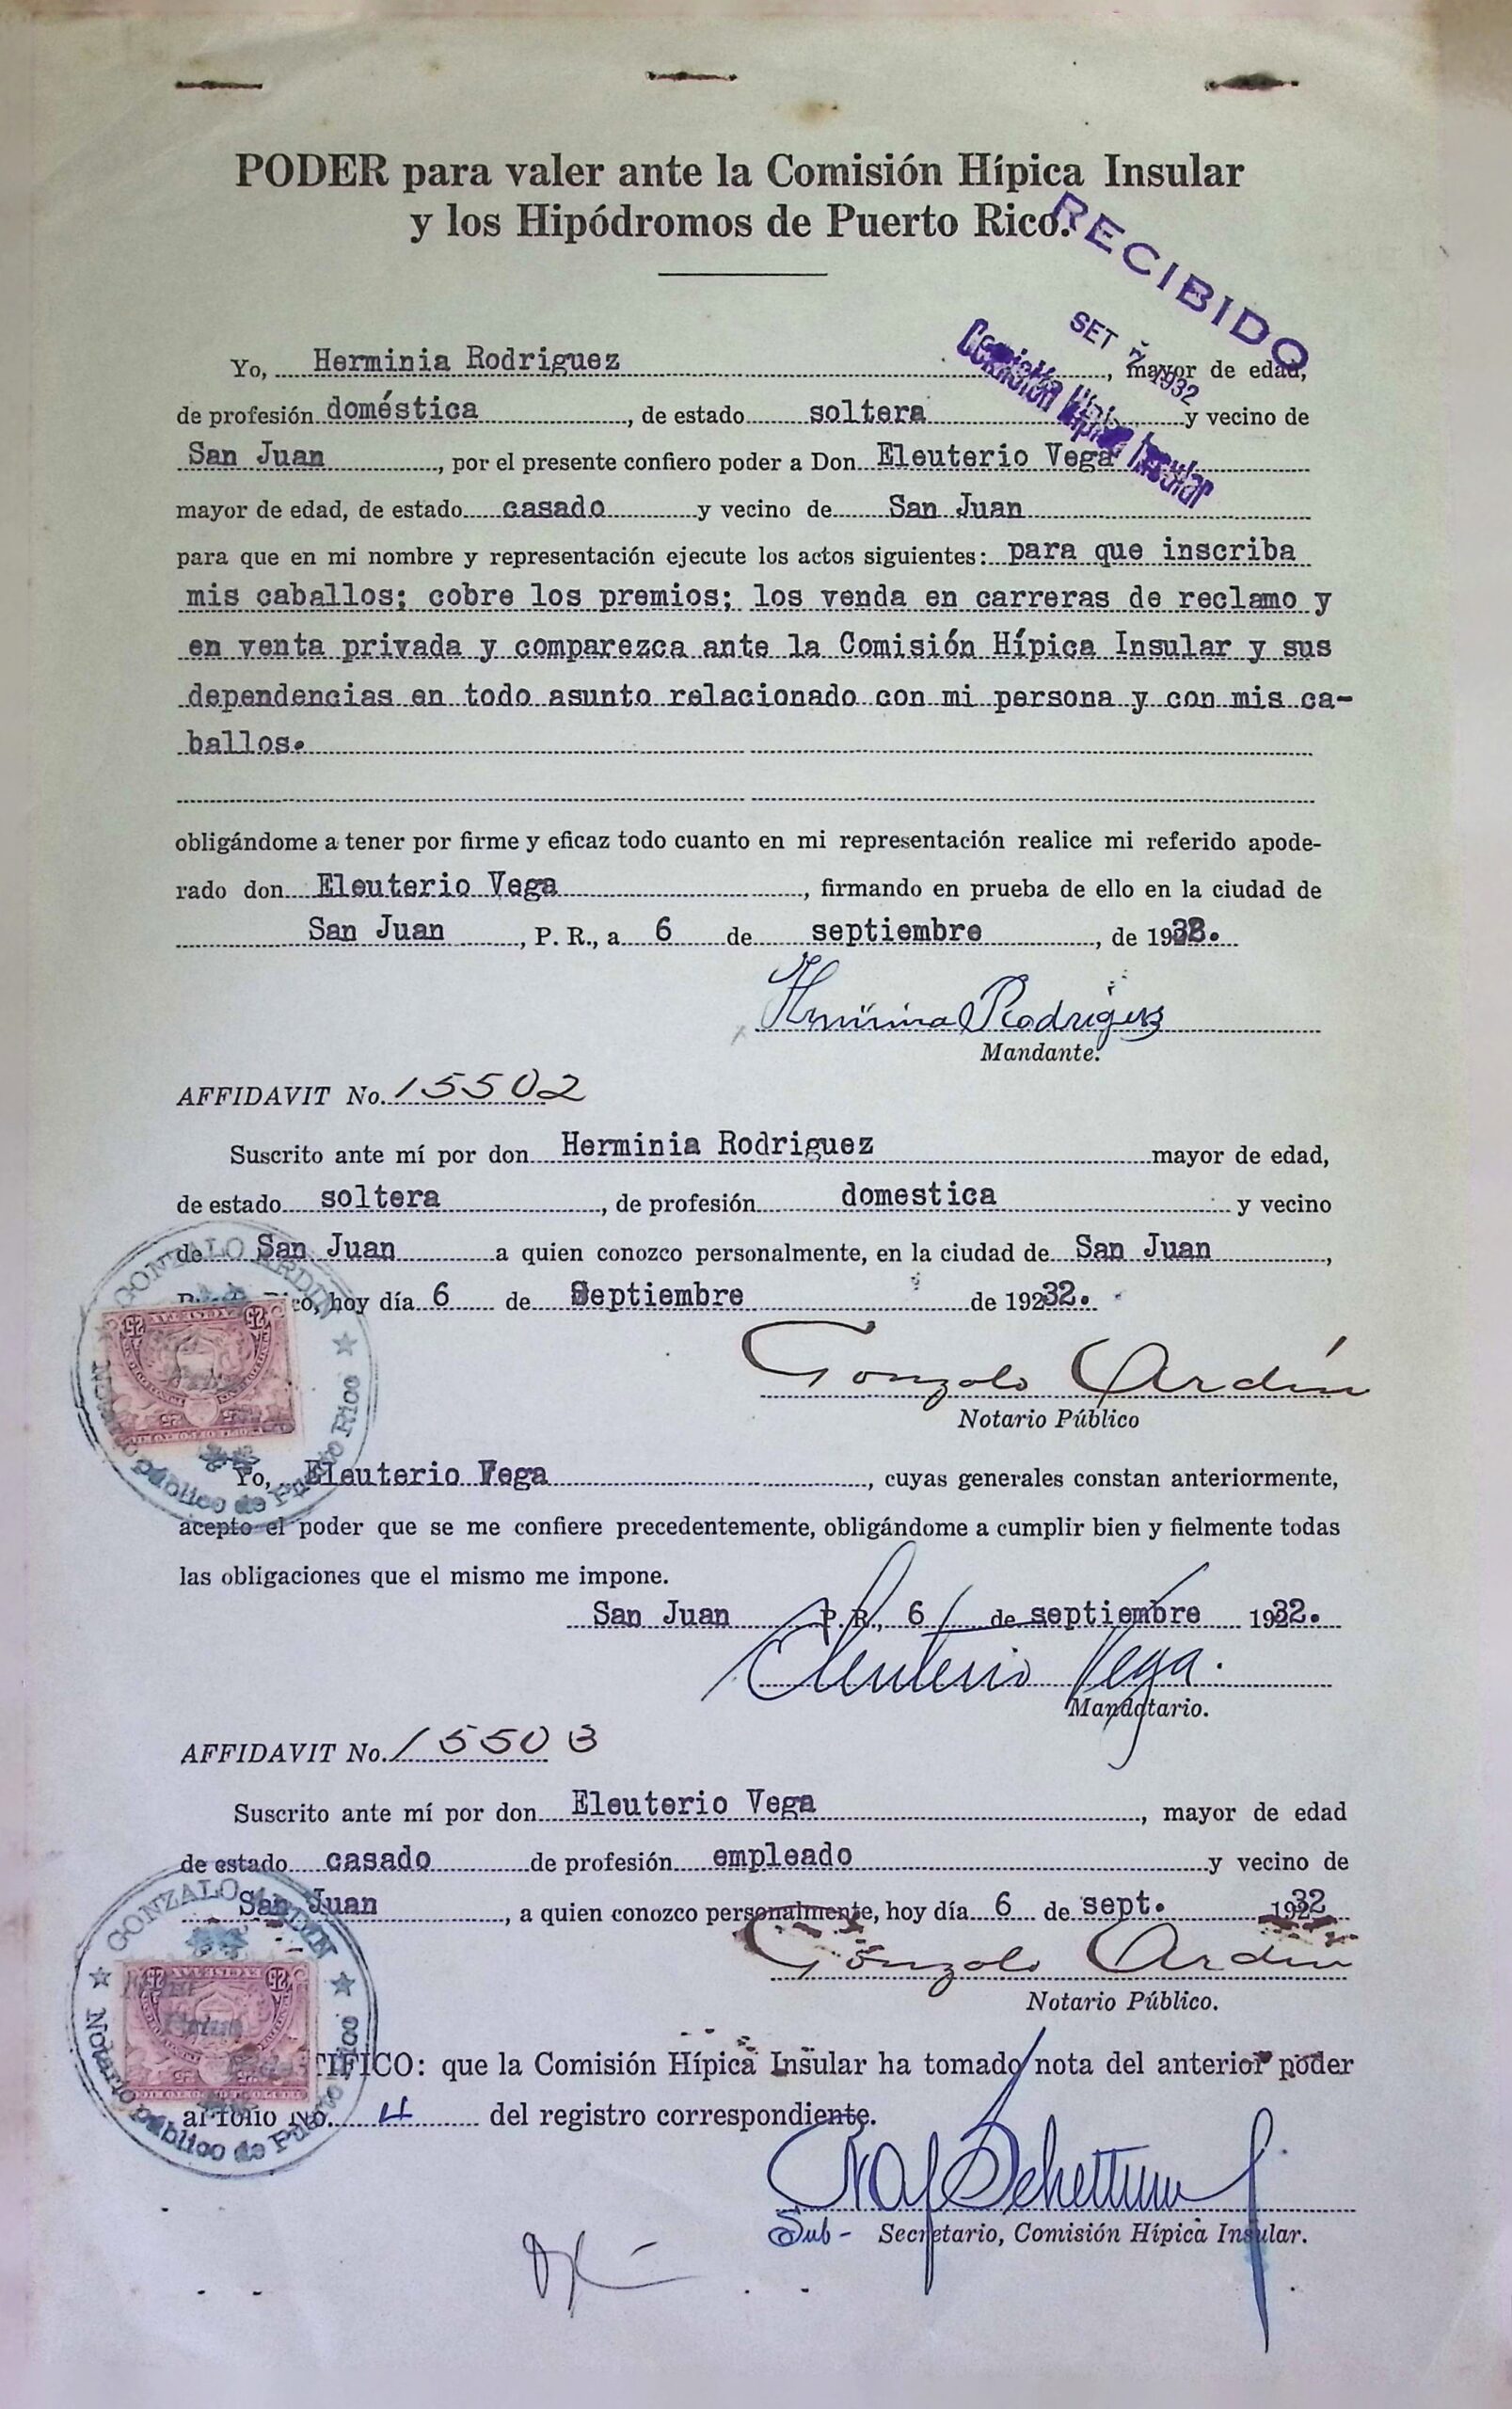 PODER para valer ante la Comisión Hípica Insular
y los Hipódromos de Puerto Rico.
RECIBIDO
SET 7 1932
Comisión Hípica Insular
Yo, Herminia Rodriguez, mayor de edad,
de profesión doméstica, de estado soltera y vecino de
San Juan, por el presente confiero poder a Don Eleuterio Vega
mayor de edad, de estado casado y vecino de San Juan
para que en mi nombre y representación ejecute los actos siguientes: para que inscriba
mis caballos; cobre los premios; los venda en carreras de reclamo y
en venta privada y comparezca ante la Comisión Hípica Insular y sus
dependencias en todo asunto relacionado con mi persona y con mis ca-
ballos.
obligándome a tener por firme y eficaz todo cuanto en mi representación realice mi referido apode-
rado don Eleuterio Vega, firmando en prueba de ello en la ciudad de
San Juan, P. R., a 6 de septiembre, de 1932.
Herminia Rodriguez
Mandante.
AFFIDAVIT No. 15502
Suscrito ante mí por don Herminia Rodriguez mayor de edad,
de estado soltera, de profesión domestica y vecino
de San Juan a quien conozco personalmente, en la ciudad de San Juan,
Rico, hoy día 6 de Septiembre de 19232.
Gonzalo Ardín
Notario Público
GONZALO ARDIN
Notario público de Puerto Rico
Yo, Eleuterio Vega, cuyas generales constan anteriormente,
acepto el poder que se me confiere precedentemente, obligándome a cumplir bien y fielmente todas
las obligaciones que el mismo me impone.
San Juan P. R., 6 de septiembre 1932.
Eleuterio Vega.
Mandatario.
AFFIDAVIT No. 15503
Suscrito ante mí por don Eleuterio Vega, mayor de edad
de estado casado de profesión empleado y vecino de
San Juan, a quien conozco personalmente, hoy día 6 de sept. 1932
Gonzalo Ardin
Notario Público.
GONZALO ARDIN
Notario público de Puerto Rico
TIFICO: que la Comisión Hípica Insular ha tomado nota del anterior poder
al folio No. 4 del registro correspondiente.
Raf Schettini
Sub- Secretario, Comisión Hípica Insular.